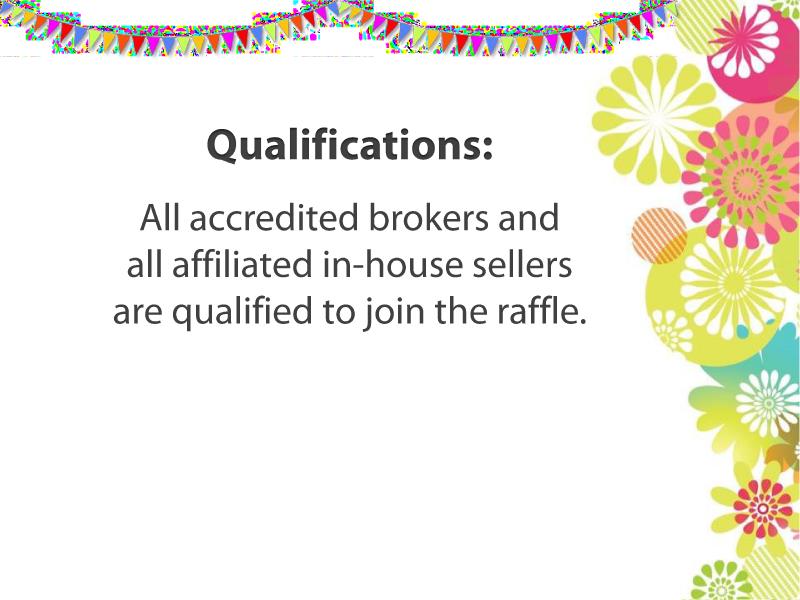 Qualifications:
All accredited brokers and
all affiliated in-house sellers
are qualified to join the raffle.